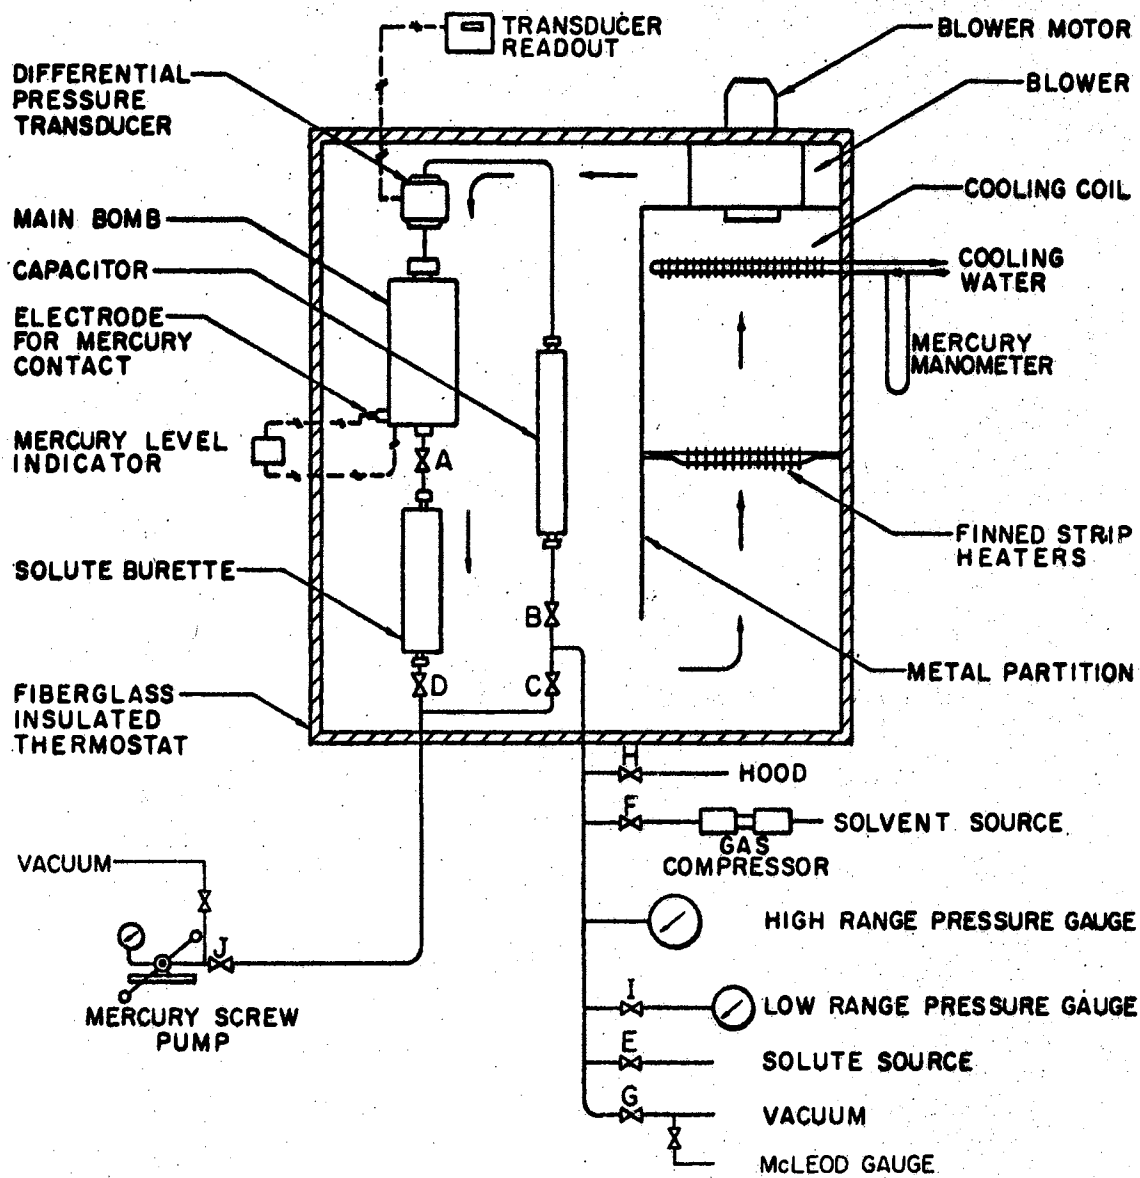 TRANSDUCER
READOUT
BLOWER MOTOR
DIFFERENTIAL
PRESSURE
TRANSDUCER
BLOWER
COOLING COIL
MAIN BOMB
CAPACITOR
COOLING
WATER
ELECTRODE
FOR MERCURY
CONTACT
MERCURY
MANOMETER
MERCURY LEVEL
INDICATOR
A
FINNED STRIP
HEATERS
SOLUTE BURETTE
B
METAL PARTITION
D
C
FIBERGLASS
INSULATED
THERMOSTAT
H
HOOD
F
SOLVENT SOURCE
GAS
COMPRESSOR
VACUUM
HIGH RANGE PRESSURE GAUGE
J
I
LOW RANGE PRESSURE GAUGE
MERCURY SCREW
PUMP
E
SOLUTE SOURCE
G
VACUUM
McLEOD GAUGE